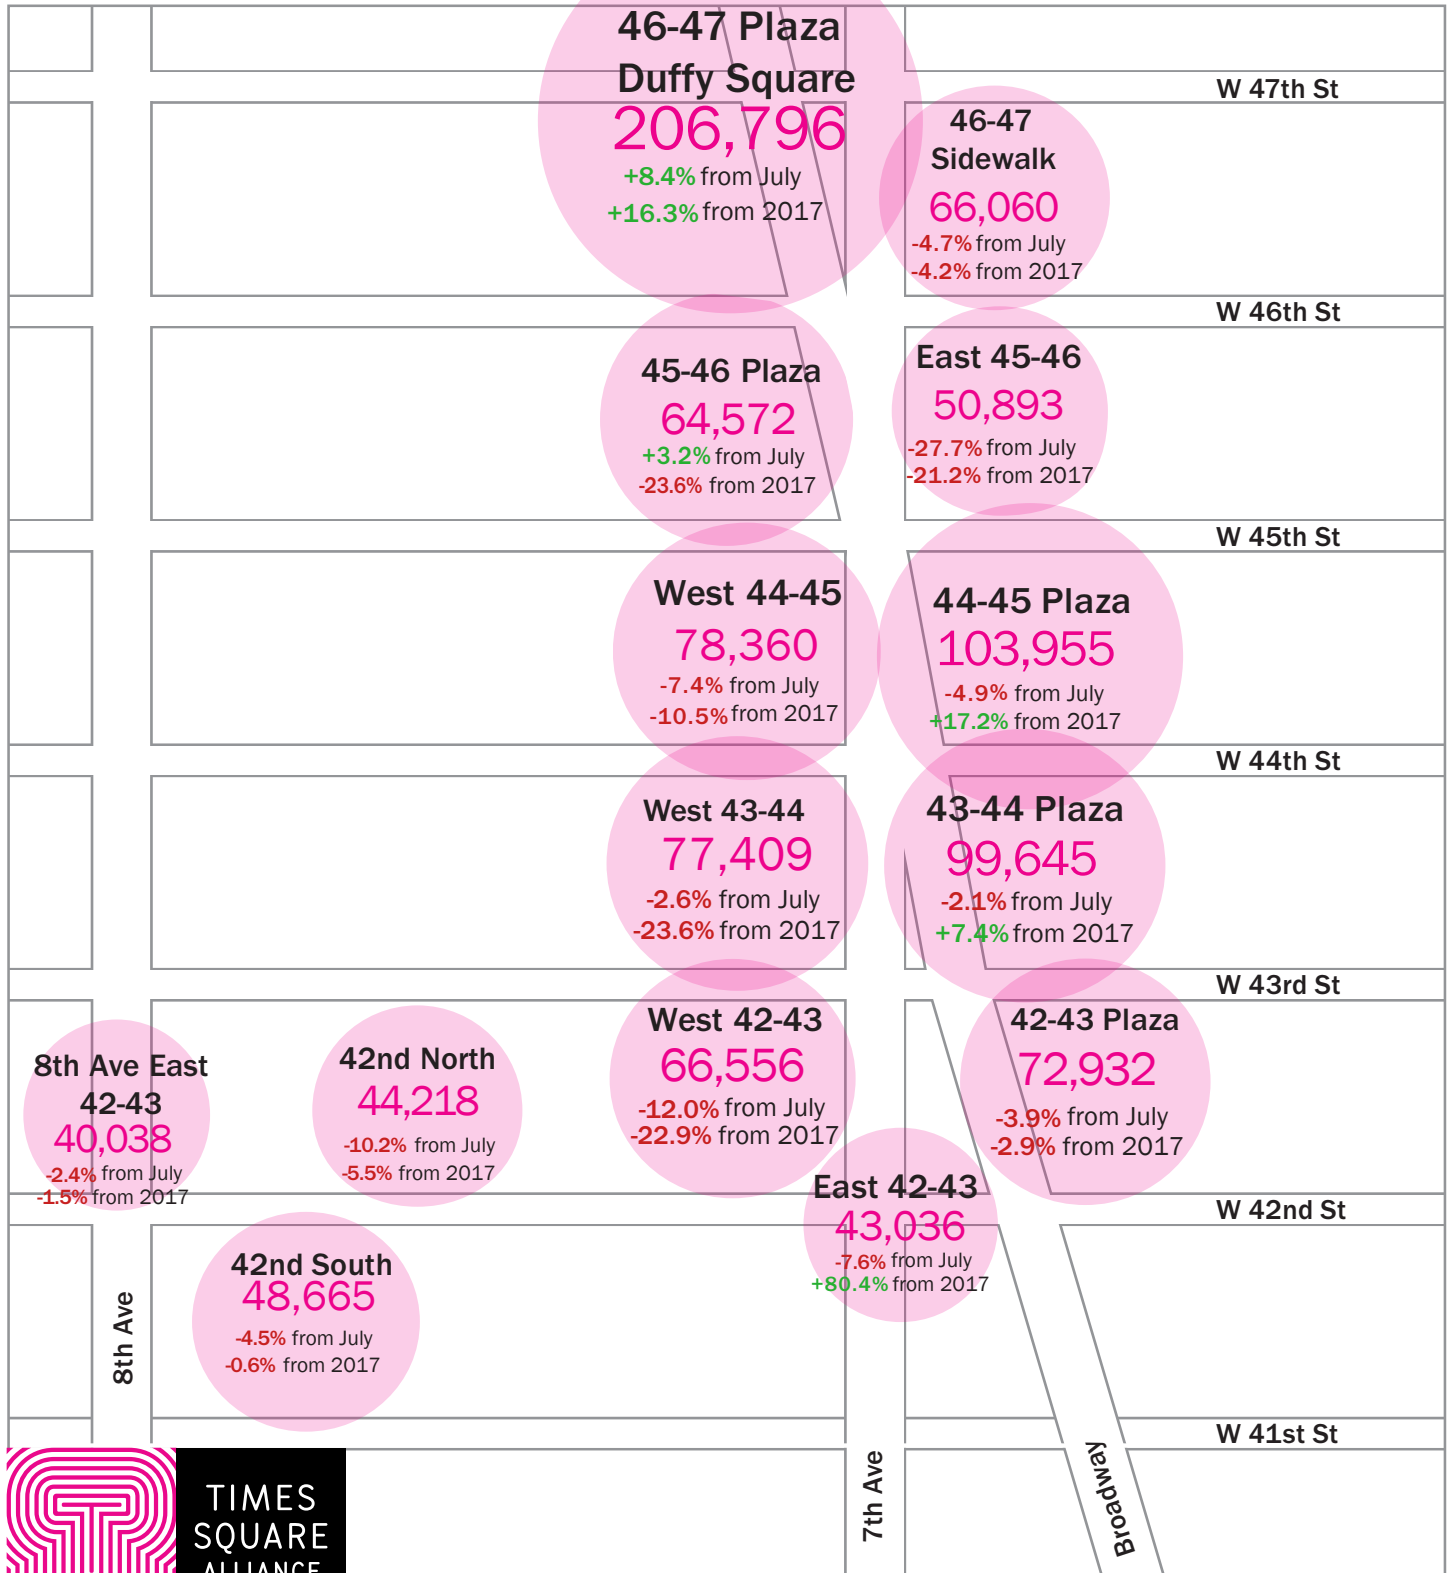 46-47 Plaza
Duffy Square
206,796
+8.4% from July
+16.3% from 2017
W 47th St
46-47
Sidewalk
66,060
-4.7% from July
-4.2% from 2017
W 46th St
45-46 Plaza
64,572
+3.2% from July
-23.6% from 2017
East 45-46
50,893
-27.7% from July
-21.2% from 2017
W 45th St
West 44-45
78,360
-7.4% from July
-10.5% from 2017
44-45 Plaza
103,955
-4.9% from July
+17.2% from 2017
W 44th St
West 43-44
77,409
-2.6% from July
-23.6% from 2017
43-44 Plaza
99,645
-2.1% from July
+7.4% from 2017
W 43rd St
8th Ave East
42-43
40,038
-2.4% from July
-1.5% from 2017
42nd North
44,218
-10.2% from July
-5.5% from 2017
West 42-43
66,556
-12.0% from July
-22.9% from 2017
42-43 Plaza
72,932
-3.9% from July
-2.9% from 2017
East 42-43
43,036
-7.6% from July
+80.4% from 2017
W 42nd St
42nd South
48,665
-4.5% from July
-0.6% from 2017
8th Ave
W 41st St
7th Ave
Broadway
TIMES
SQUARE
ALLIANCE